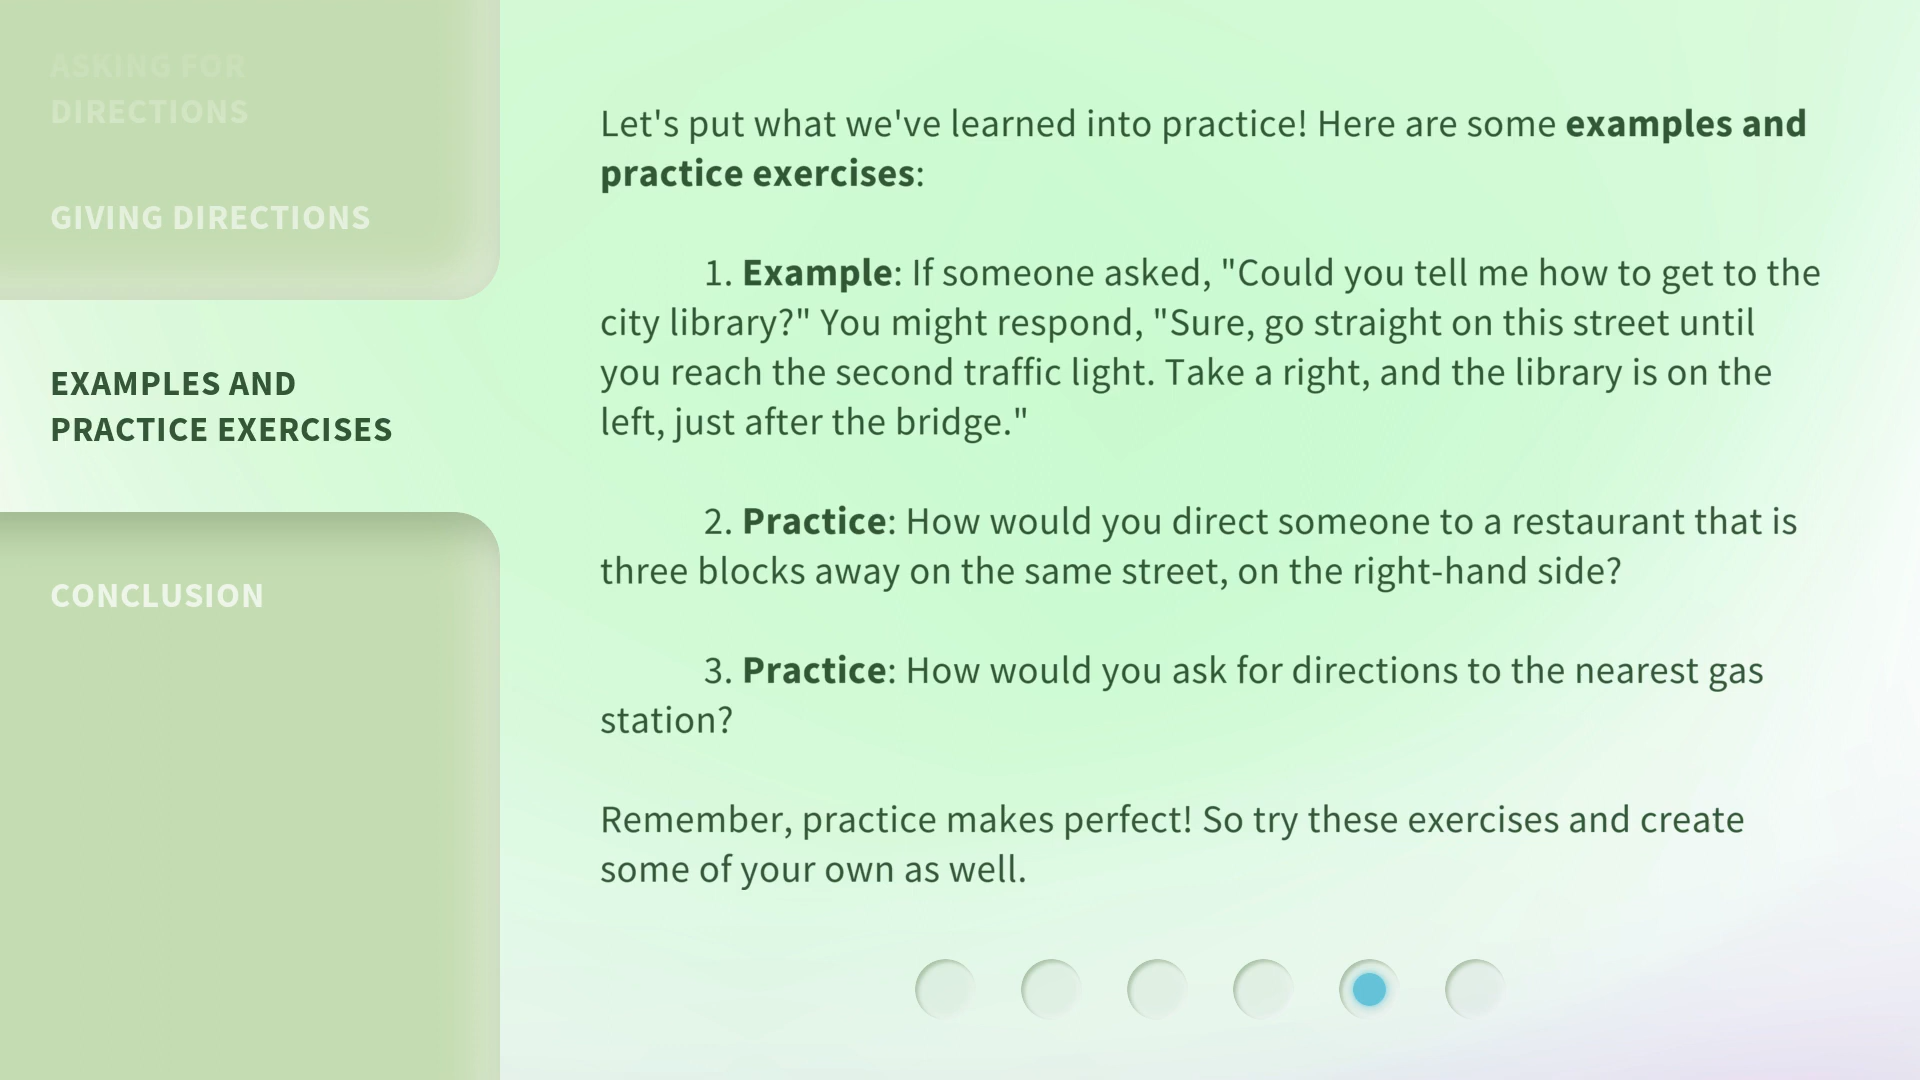 ASKING FOR
DIRECTIONS
GIVING DIRECTIONS
EXAMPLES AND
PRACTICE EXERCISES
CONCLUSION
Let's put what we've learned into practice! Here are some examples and
practice exercises:
1. Example: If someone asked, "Could you tell me how to get to the
city library?" You might respond, "Sure, go straight on this street until
you reach the second traffic light. Take a right, and the library is on the
left, just after the bridge."
2. Practice: How would you direct someone to a restaurant that is
three blocks away on the same street, on the right-hand side?
3. Practice: How would you ask for directions to the nearest gas
station?
Remember, practice makes perfect! So try these exercises and create
some of your own as well.